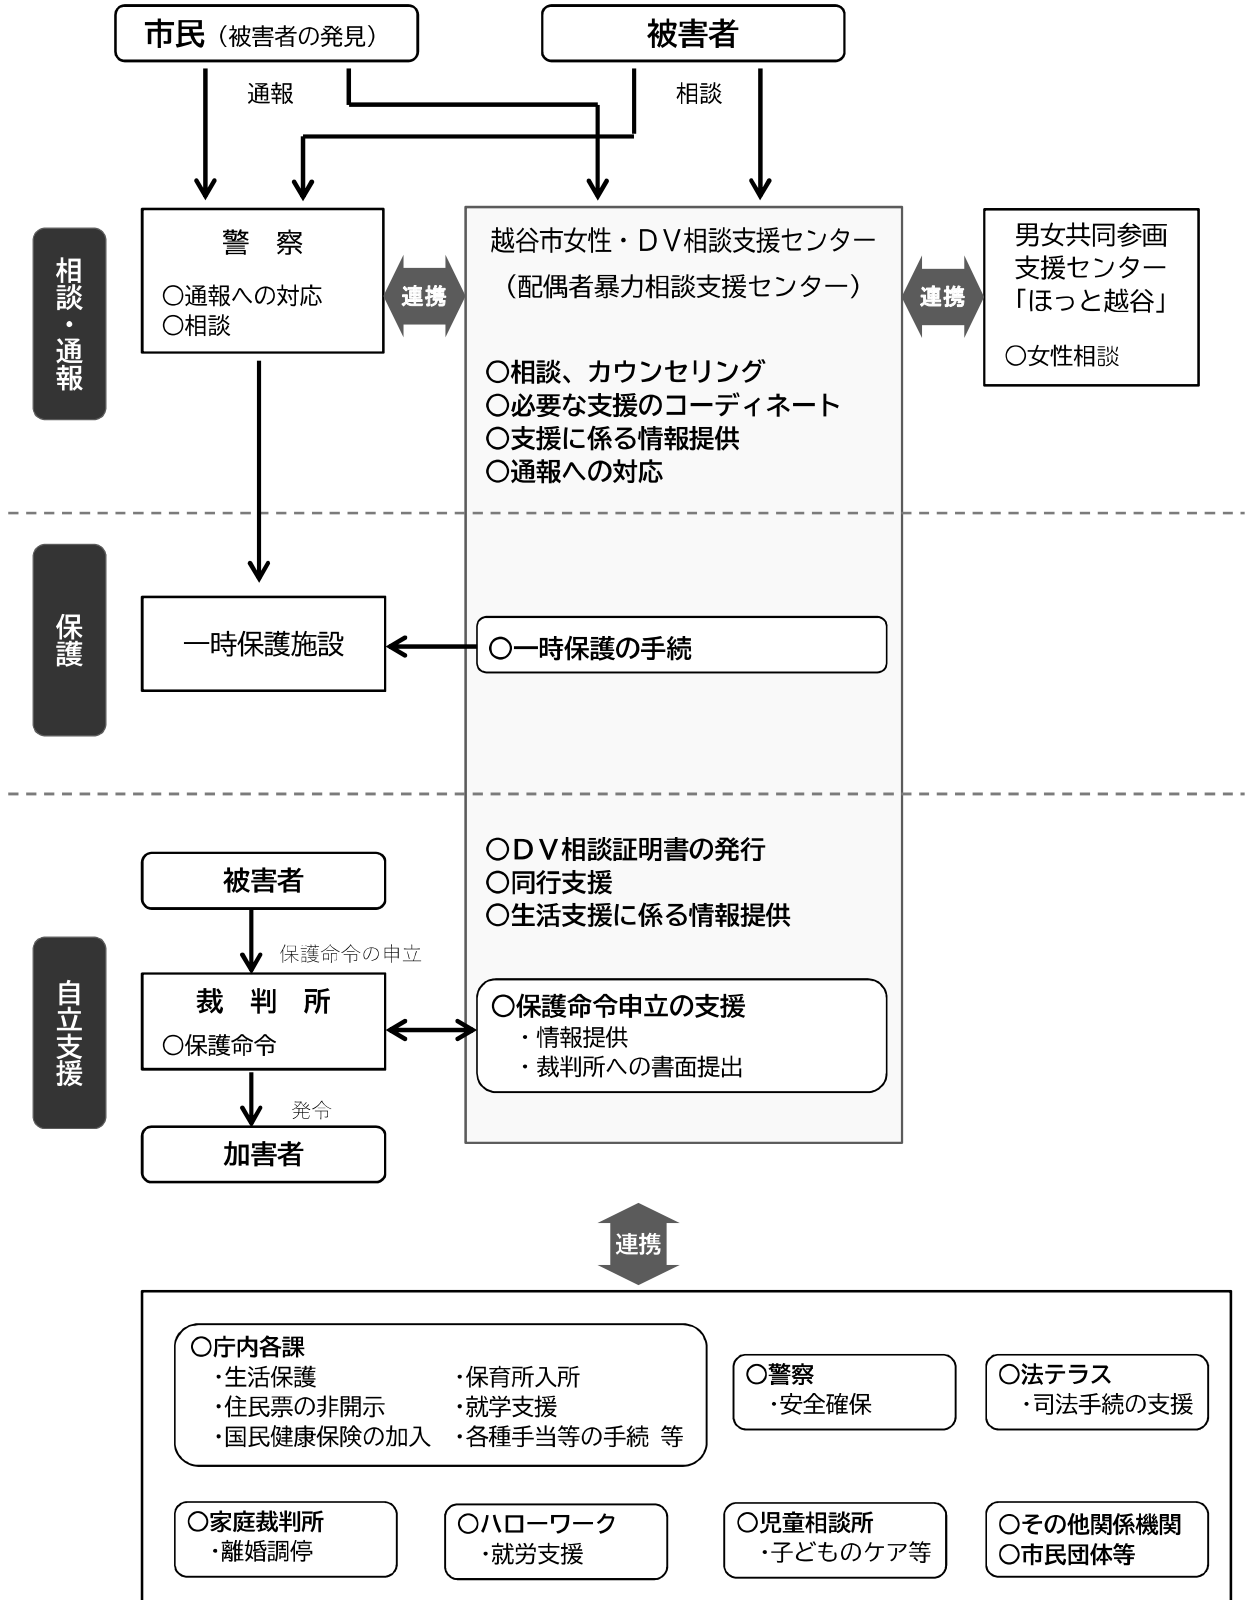 市民（被害者の発見）
被害者
通報
相談
相談・通報
警　察
○通報への対応
○相談
連携
越谷市女性・ＤＶ相談支援センター
（配偶者暴力相談支援センター）
○相談、カウンセリング
○必要な支援のコーディネート
○支援に係る情報提供
○通報への対応
連携
男女共同参画
支援センター
「ほっと越谷」
○女性相談
保護
一時保護施設
○一時保護の手続
自立支援
被害者
保護命令の申立
裁　判　所
○保護命令
発令
加害者
○ＤＶ相談証明書の発行
○同行支援
○生活支援に係る情報提供
○保護命令申立の支援
・情報提供
・裁判所への書面提出
連携
○庁内各課
・生活保護
・住民票の非開示
・国民健康保険の加入
・保育所入所
・就学支援
・各種手当等の手続 等
○警察
・安全確保
○法テラス
・司法手続の支援
○家庭裁判所
・離婚調停
○ハローワーク
・就労支援
○児童相談所
・子どものケア等
○その他関係機関
○市民団体等